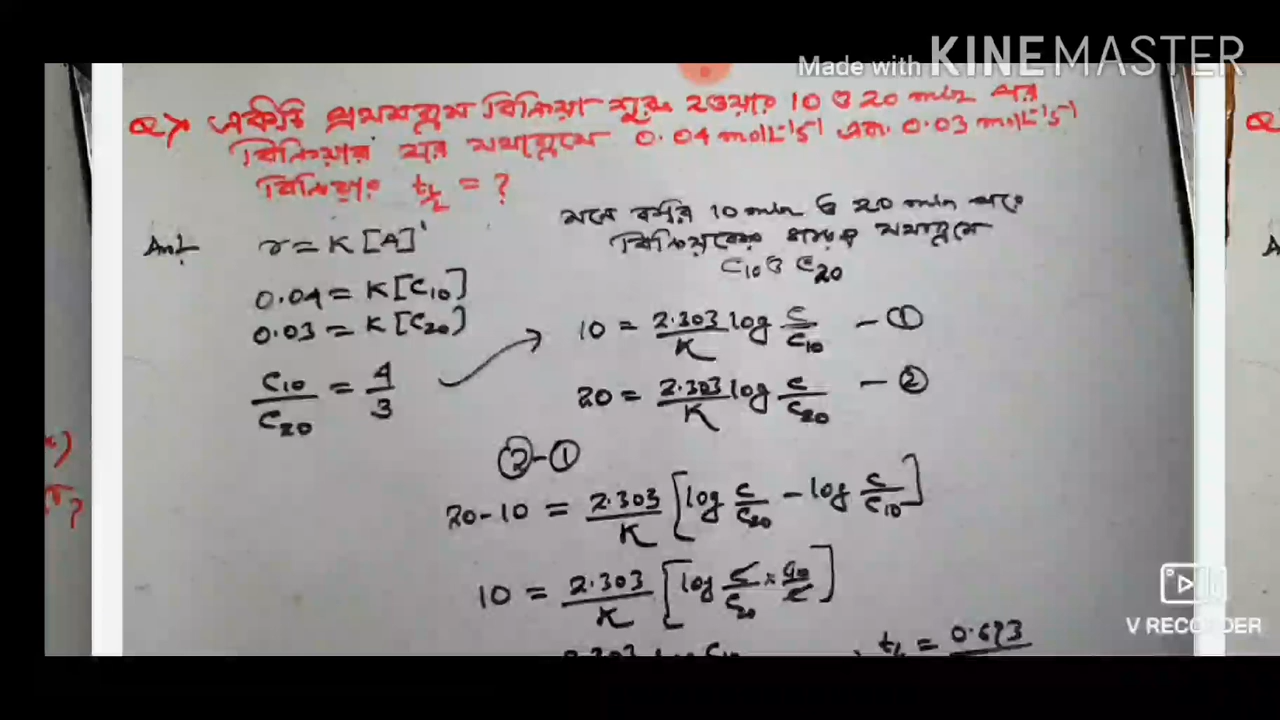 Made with KINEMASTER
Q> একটি প্রথমক্রম বিক্রিয়া শুরু হওয়ার 10 ও 20 min পর
বিক্রিয়ার হার যথাক্রমে 0.04 molL⁻¹s⁻¹ এবং 0.03 molL⁻¹s⁻¹
বিক্রিয়ার t½ = ?
Ans r = K[A]¹
0.04 = K[C₁₀]
0.03 = K[C₂₀]
C₁₀/C₂₀ = 4/3
মনে করি 10 min ও 20 min পরে
বিক্রিয়কের যথাক্রমে
C₁₀ ও C₂₀
10 = 2.303/K log C/C₁₀ — ①
20 = 2.303/K log C/C₂₀ — ②
②-①
20-10 = 2.303/K [log C/C₂₀ - log C/C₁₀]
10 = 2.303/K [log C/C₂₀ × C₁₀/C]
t½ = 0.693
V RECORDER